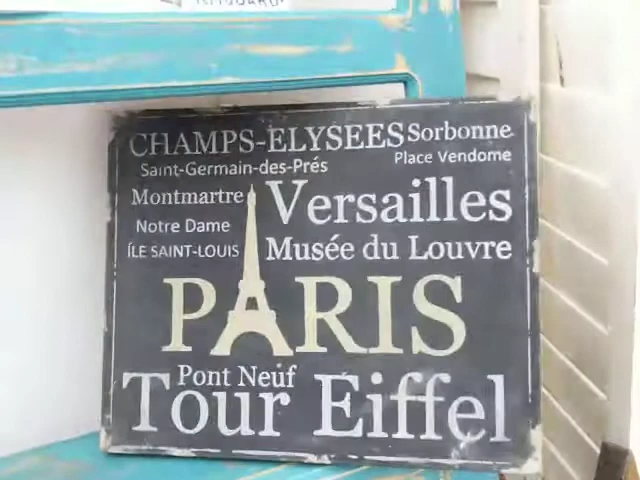 CHAMPS-ELYSEES Sorbonne
Saint-Germain-des-Prés Place Vendome
Montmartre Versailles
Notre Dame
ÎLE SAINT-LOUIS Musée du Louvre
PARIS
Pont Neuf
Tour Eiffel